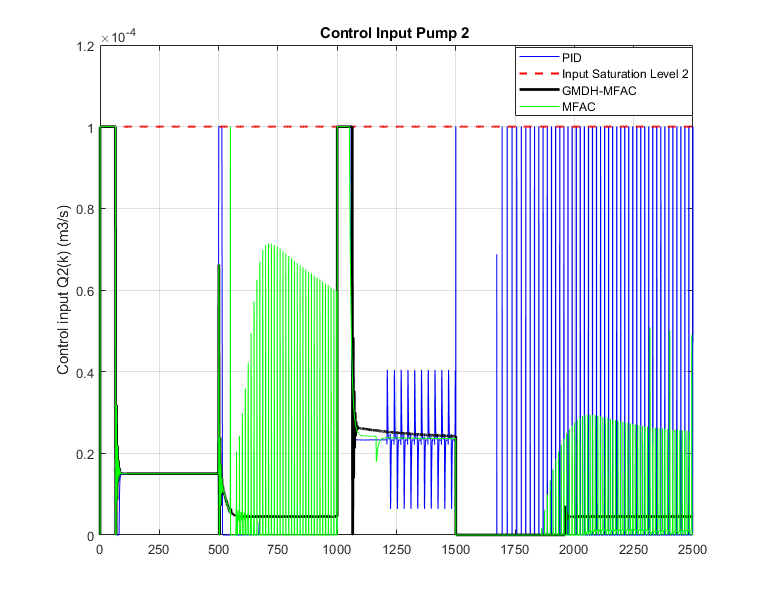 Control Input Pump 2
×10⁻⁴
1.2
1
0.8
0.6
0.4
0.2
0
Control input Q2(k) (m3/s)
PID
Input Saturation Level 2
GMDH-MFAC
MFAC
0 250 500 750 1000 1250 1500 1750 2000 2250 2500